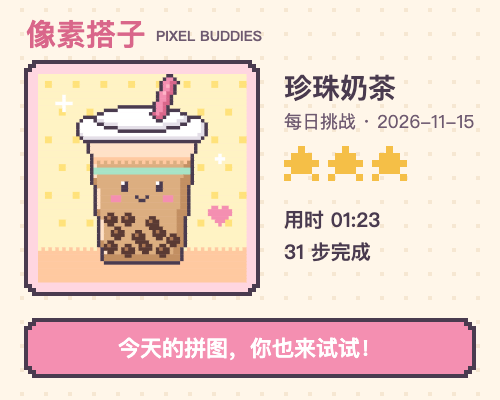 像素搭子 PIXEL BUDDIES
珍珠奶茶
每日挑战 · 2026-11-15
用时 01:23
31 步完成
今天的拼图，你也来试试！